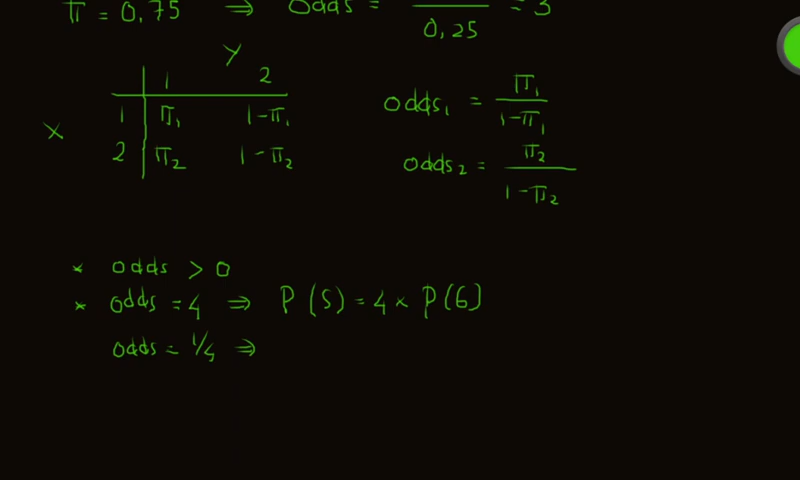 π = 0,75 ⇒ Odds = / 0,25 = 3
Y
1 2
X 1 π₁ 1-π₁
2 π₂ 1-π₂
odds₁ = π₁ / 1-π₁
odds₂ = π₂ / 1-π₂
* odds > 0
* odds = 4 ⇒ P(S) = 4 × P(G)
odds = 1/4 ⇒